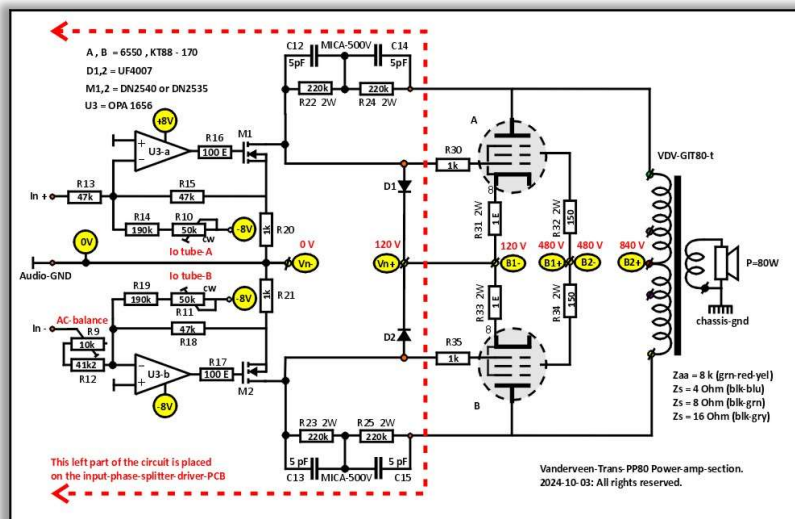 A , B = 6550 , KT88 - 170
D1,2 = UF4007
M1,2 = DN2540 or DN2535
U3 = OPA 1656
C12 MICA-500V C14
5pF 5pF
220k 220k
R22 2W R24 2W
+8V
R16
100 E
M1
U3-a
+
−
A
R30
1k
VDV-GIT80-t
R13
47k
In +
R15
47k
D1
8
R14
190k
R10
50k
cw
-8V
R20
1k
R31 2W
1 E
R32 2W
150
0V
Io tube-A
0 V
Vn-
120 V
Vn+
120 V
B1-
480 V
B1+
480 V
B2-
840 V
B2+
P=80W
Audio-GND
Io tube-B
R19
190k
50k
R11
cw
-8V
R21
1k
R33 2W
1 E
R34 2W
150
chassis-gnd
In -
AC-balance
R9
10k
41k2
R12
47k
R18
D2
8
R35
1k
−
+
U3-b
R17
100 E
M2
-8V
B
Zaa = 8 k (grn-red-yel)
Zs = 4 Ohm (blk-blu)
Zs = 8 Ohm (blk-grn)
Zs = 16 Ohm (blk-gry)
R23 2W R25 2W
220k 220k
5 pF 5 pF
C13 MICA-500V C15
This left part of the circuit is placed
on the input-phase-splitter-driver-PCB
Vanderveen-Trans-PP80 Power-amp-section.
2024-10-03: All rights reserved.